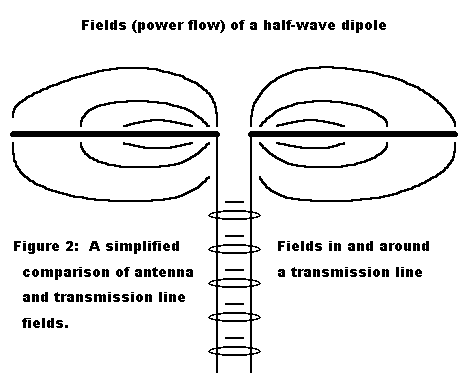 Fields (power flow) of a half-wave dipole
Figure 2: A simplified
comparison of antenna
and transmission line
fields.
Fields in and around
a transmission line